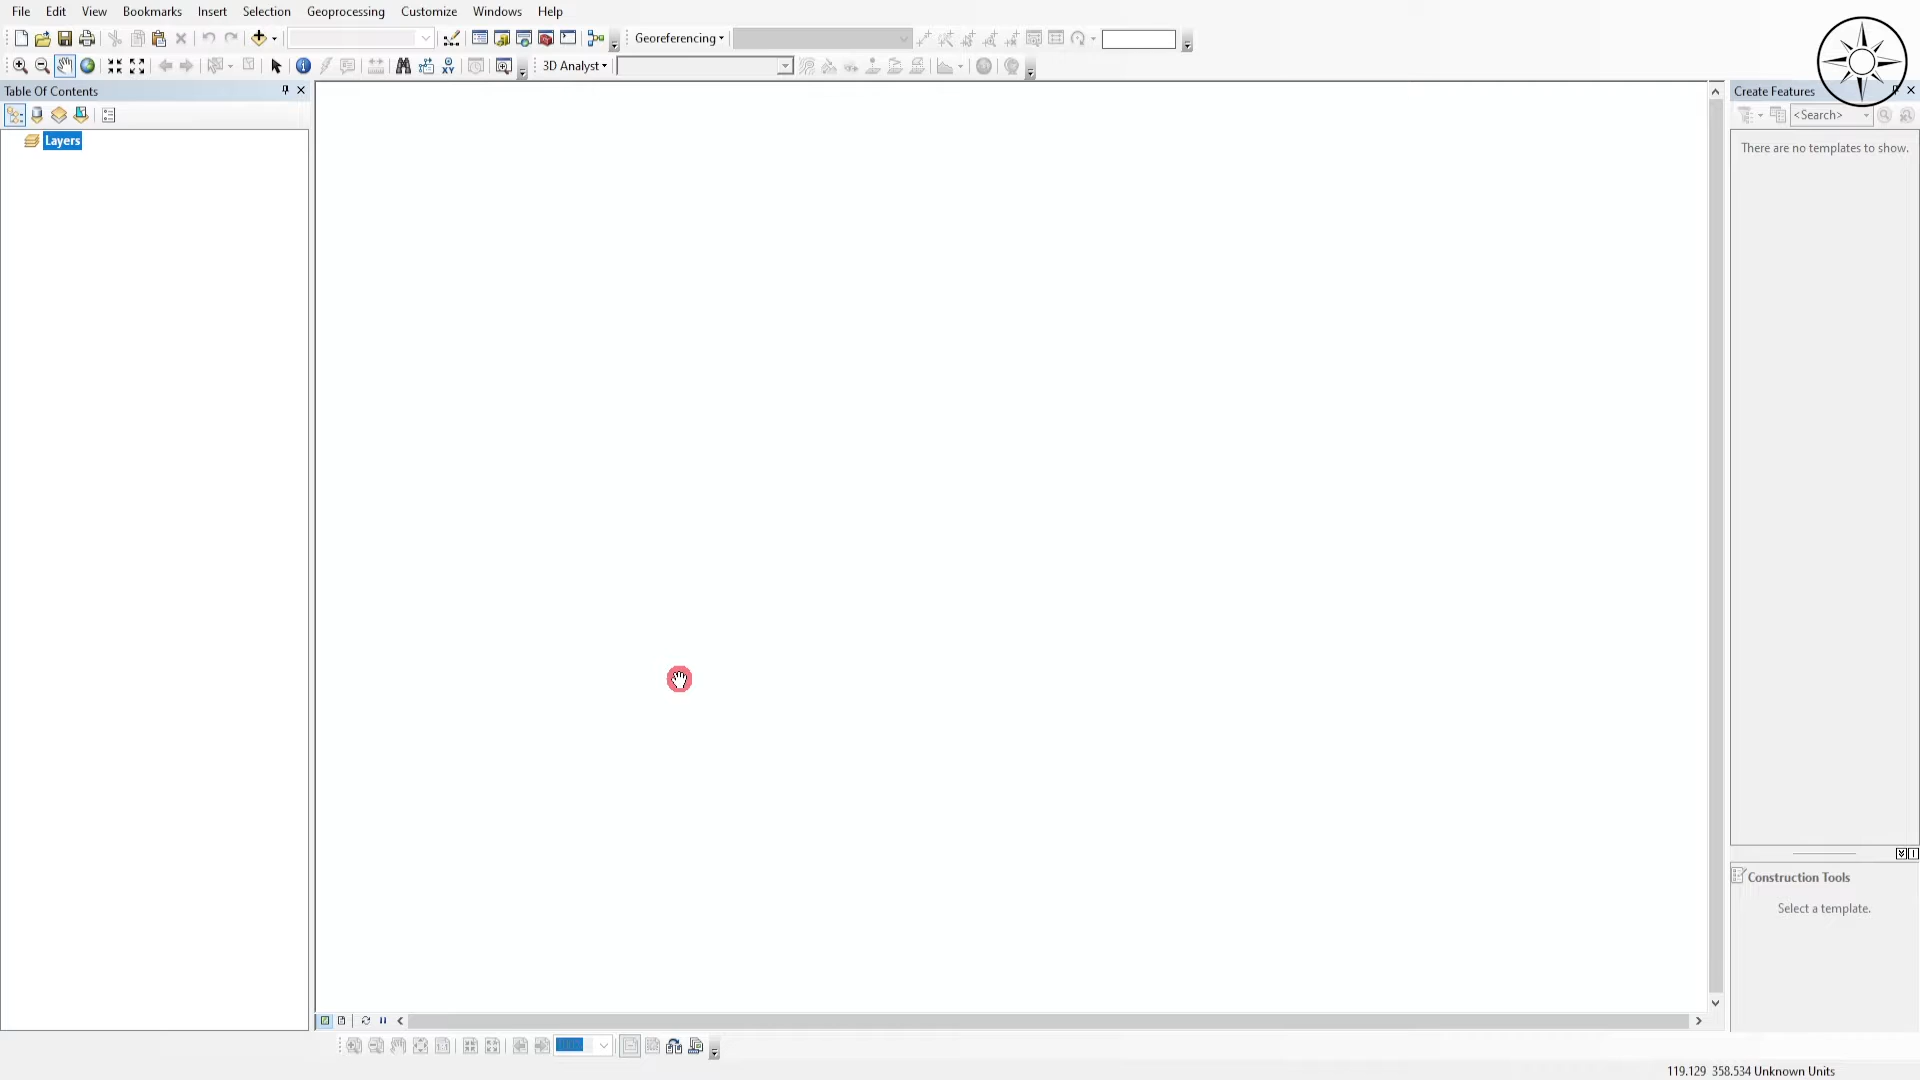 File Edit View Bookmarks Insert Selection Geoprocessing Customize Windows Help
Georeferencing
3D Analyst
Table Of Contents
Create Features
<Search>
Layers
There are no templates to show.
Construction Tools
Select a template.
119.129 358.534 Unknown Units